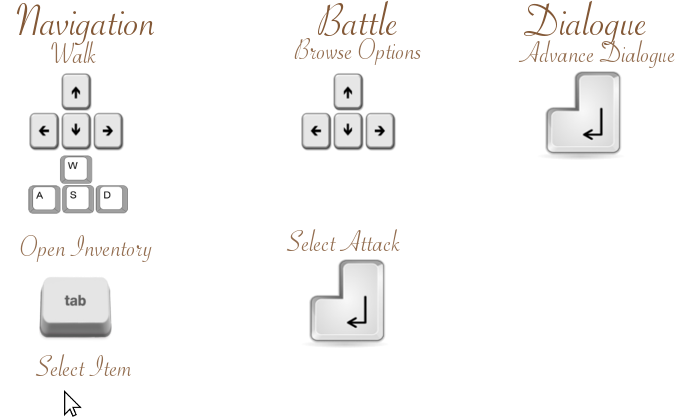 Navigation
Walk
W
A S D
Open Inventory
tab
Select Item
Battle
Browse Options
Select Attack
Dialogue
Advance Dialogue